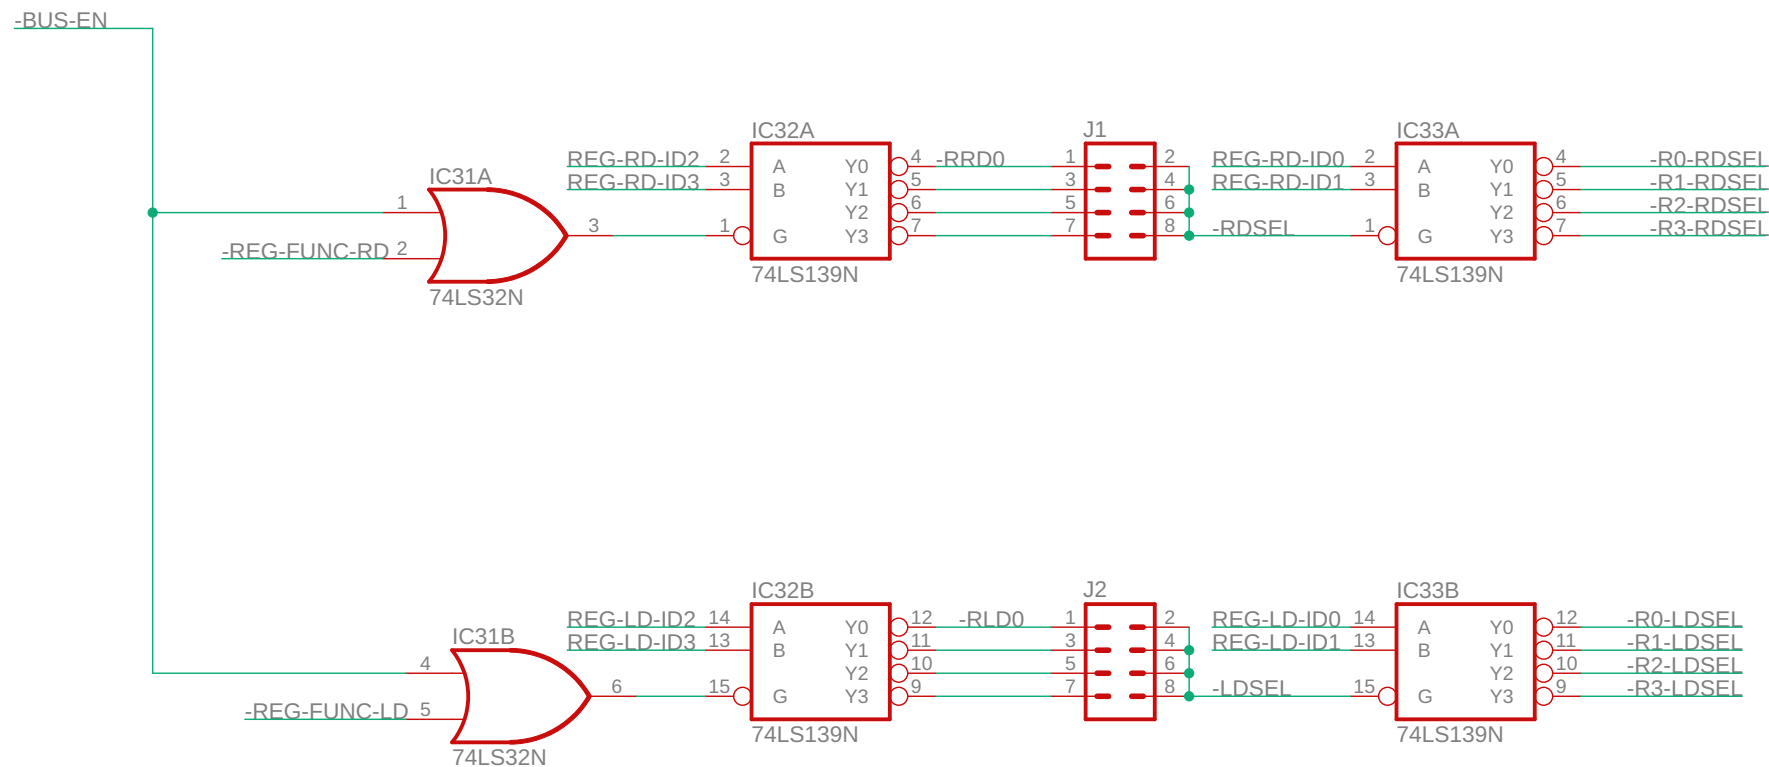 -BUS-EN
IC31A
1
-REG-FUNC-RD 2
3
74LS32N
IC32A
REG-RD-ID2 2 A Y0 4 -RRD0
REG-RD-ID3 3 B Y1 5
Y2 6
1 G Y3 7
74LS139N
J1
1 2
3 4
5 6
7 8
-RDSEL
IC33A
REG-RD-ID0 2 A Y0 4 -R0-RDSEL
REG-RD-ID1 3 B Y1 5 -R1-RDSEL
Y2 6 -R2-RDSEL
1 G Y3 7 -R3-RDSEL
74LS139N
IC31B
4
-REG-FUNC-LD 5
6
74LS32N
IC32B
REG-LD-ID2 14 A Y0 12 -RLD0
REG-LD-ID3 13 B Y1 11
Y2 10
15 G Y3 9
74LS139N
J2
1 2
3 4
5 6
7 8
-LDSEL
IC33B
REG-LD-ID0 14 A Y0 12 -R0-LDSEL
REG-LD-ID1 13 B Y1 11 -R1-LDSEL
Y2 10 -R2-LDSEL
15 G Y3 9 -R3-LDSEL
74LS139N